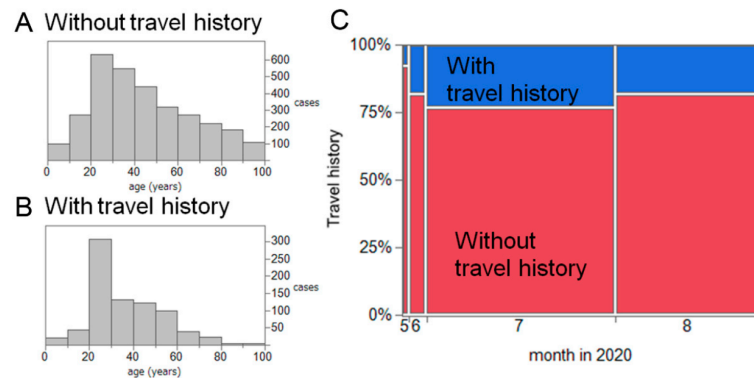 A Without travel history
600
500
400
300
200
100
cases
0 20 40 60 80 100
age (years)
B With travel history
300
250
200
150
100
50
cases
0 20 40 60 80 100
age (years)
C
100%
75%
50%
25%
0%
Travel history
With
travel history
Without
travel history
5 6 7 8
month in 2020